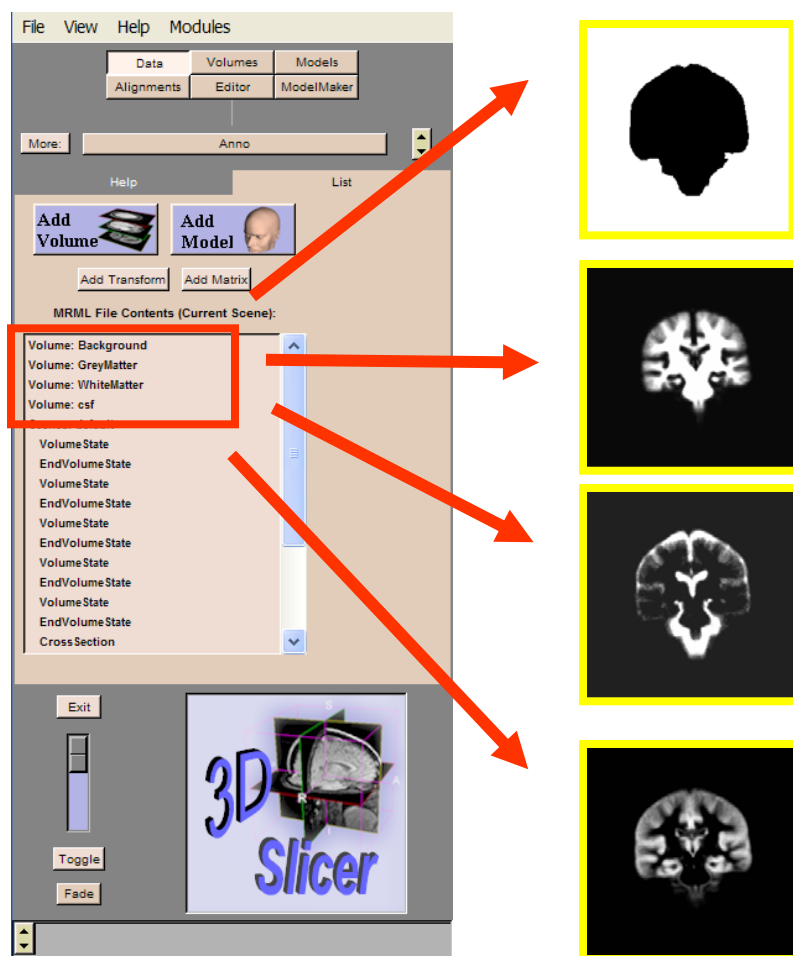 File View Help Modules
Data Volumes Models
Alignments Editor ModelMaker
More: Anno
Help List
Add Volume Add Model
Add Transform Add Matrix
MRML File Contents (Current Scene):
Volume: Background
Volume: GreyMatter
Volume: WhiteMatter
Volume: csf
VolumeState
EndVolumeState
VolumeState
EndVolumeState
VolumeState
EndVolumeState
VolumeState
EndVolumeState
VolumeState
EndVolumeState
CrossSection
Exit
S
A
R
I
3D
Slicer
Toggle
Fade